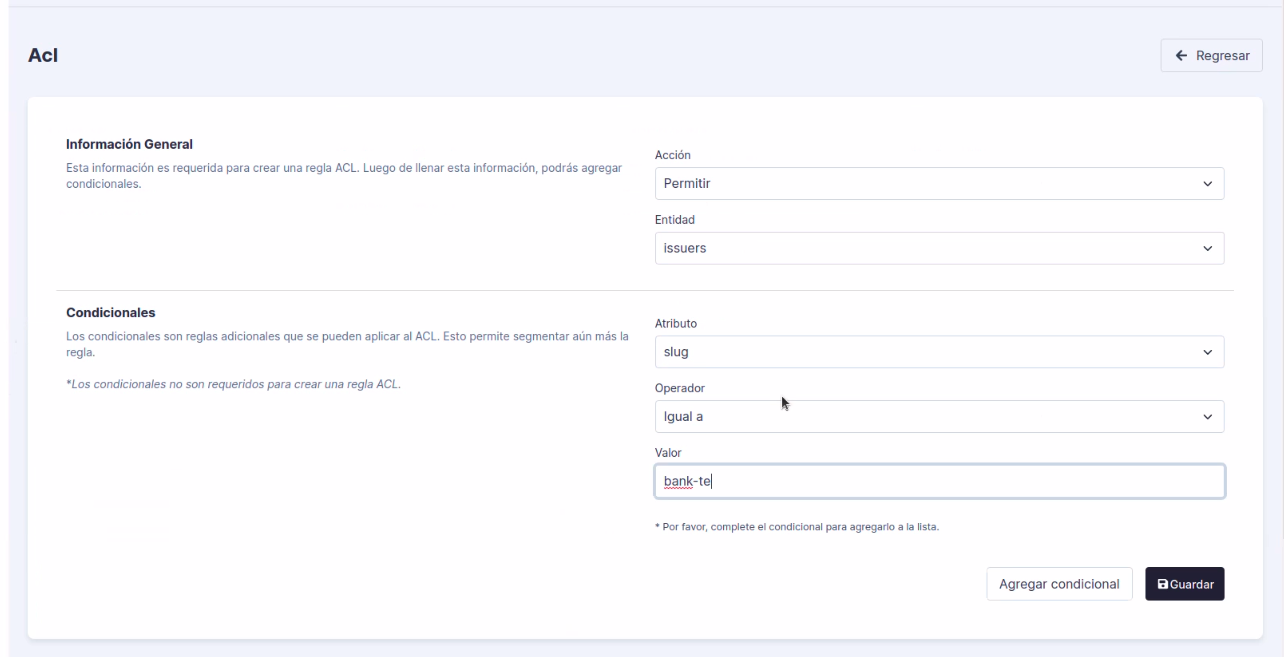 Acl
Regresar
Información General
Esta información es requerida para crear una regla ACL. Luego de llenar esta información, podrás agregar
condicionales.
Acción
Permitir
Entidad
issuers
Condicionales
Los condicionales son reglas adicionales que se pueden aplicar al ACL. Esto permite segmentar aún más la
regla.
*Los condicionales no son requeridos para crear una regla ACL.
Atributo
slug
Operador
Igual a
Valor
bank-te
* Por favor, complete el condicional para agregarlo a la lista.
Agregar condicional
Guardar